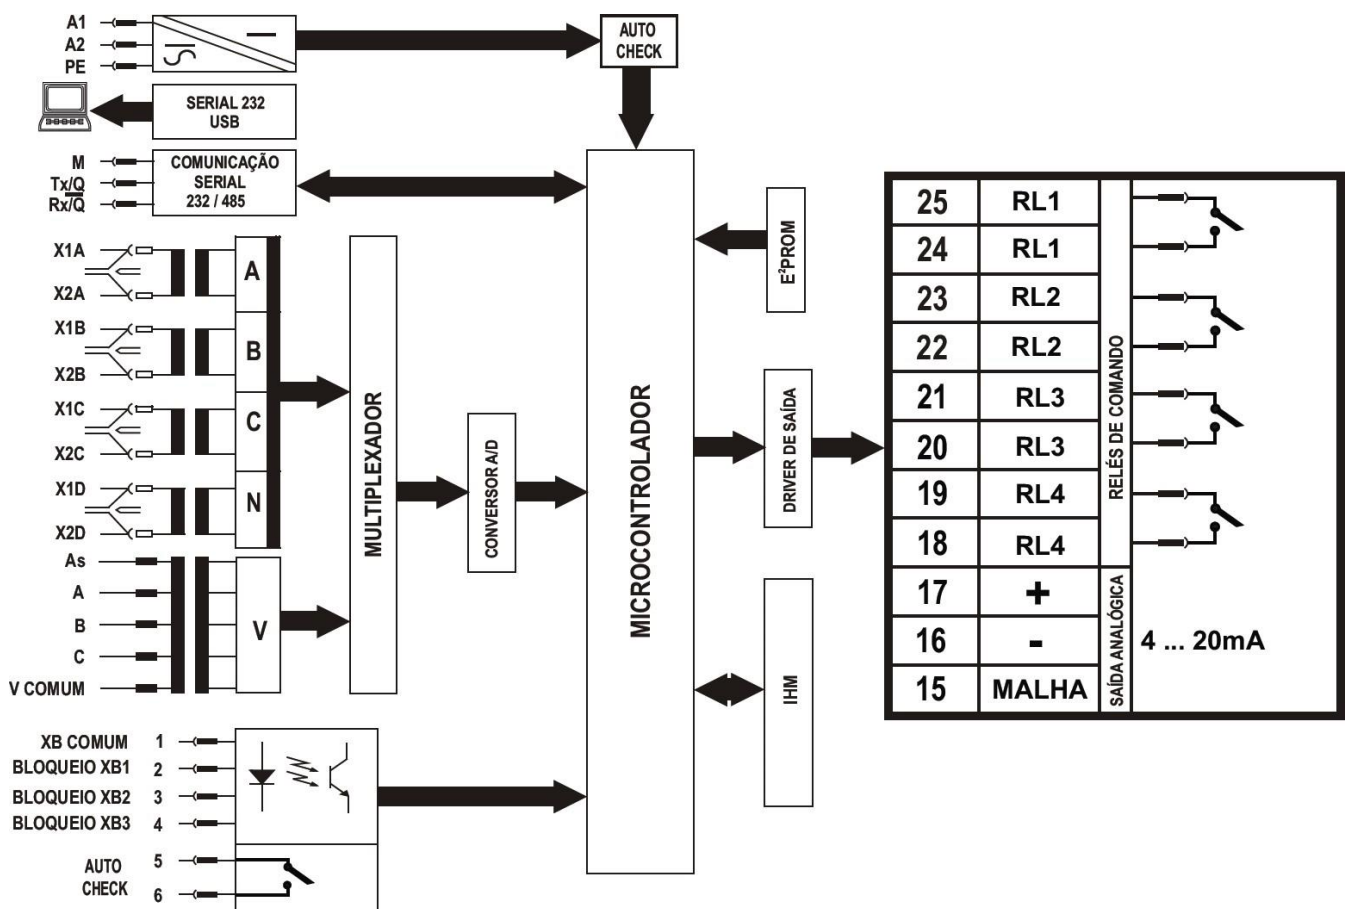 A1
A2
PE
AUTO
CHECK
SERIAL 232
USB
M
Tx/Q
Rx/Q̅
COMUNICAÇÃO
SERIAL
232 / 485
X1A
X2A
A
X1B
X2B
B
X1C
X2C
C
X1D
X2D
N
As
A
B
C
V COMUM
V
MULTIPLEXADOR
CONVERSOR A/D
MICROCONTROLADOR
E²PROM
DRIVER DE SAÍDA
IHM
25 RL1
24 RL1
23 RL2
22 RL2
21 RL3
20 RL3
19 RL4
18 RL4
17 +
16 -
15 MALHA
RELÉS DE COMANDO
SAÍDA ANALÓGICA
4 ... 20mA
XB COMUM 1
BLOQUEIO XB1 2
BLOQUEIO XB2 3
BLOQUEIO XB3 4
AUTO
CHECK
5
6